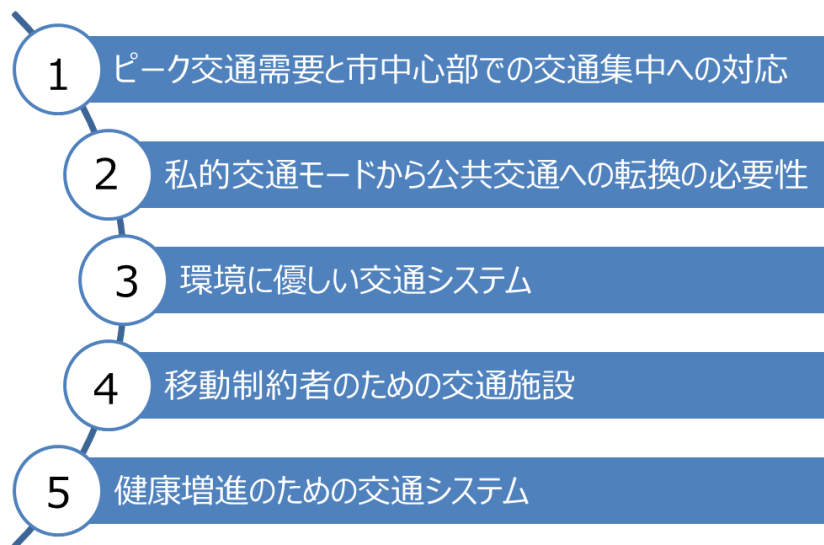 1 ピーク交通需要と市中心部での交通集中への対応
2 私的交通モードから公共交通への転換の必要性
3 環境に優しい交通システム
4 移動制約者のための交通施設
5 健康増進のための交通システム